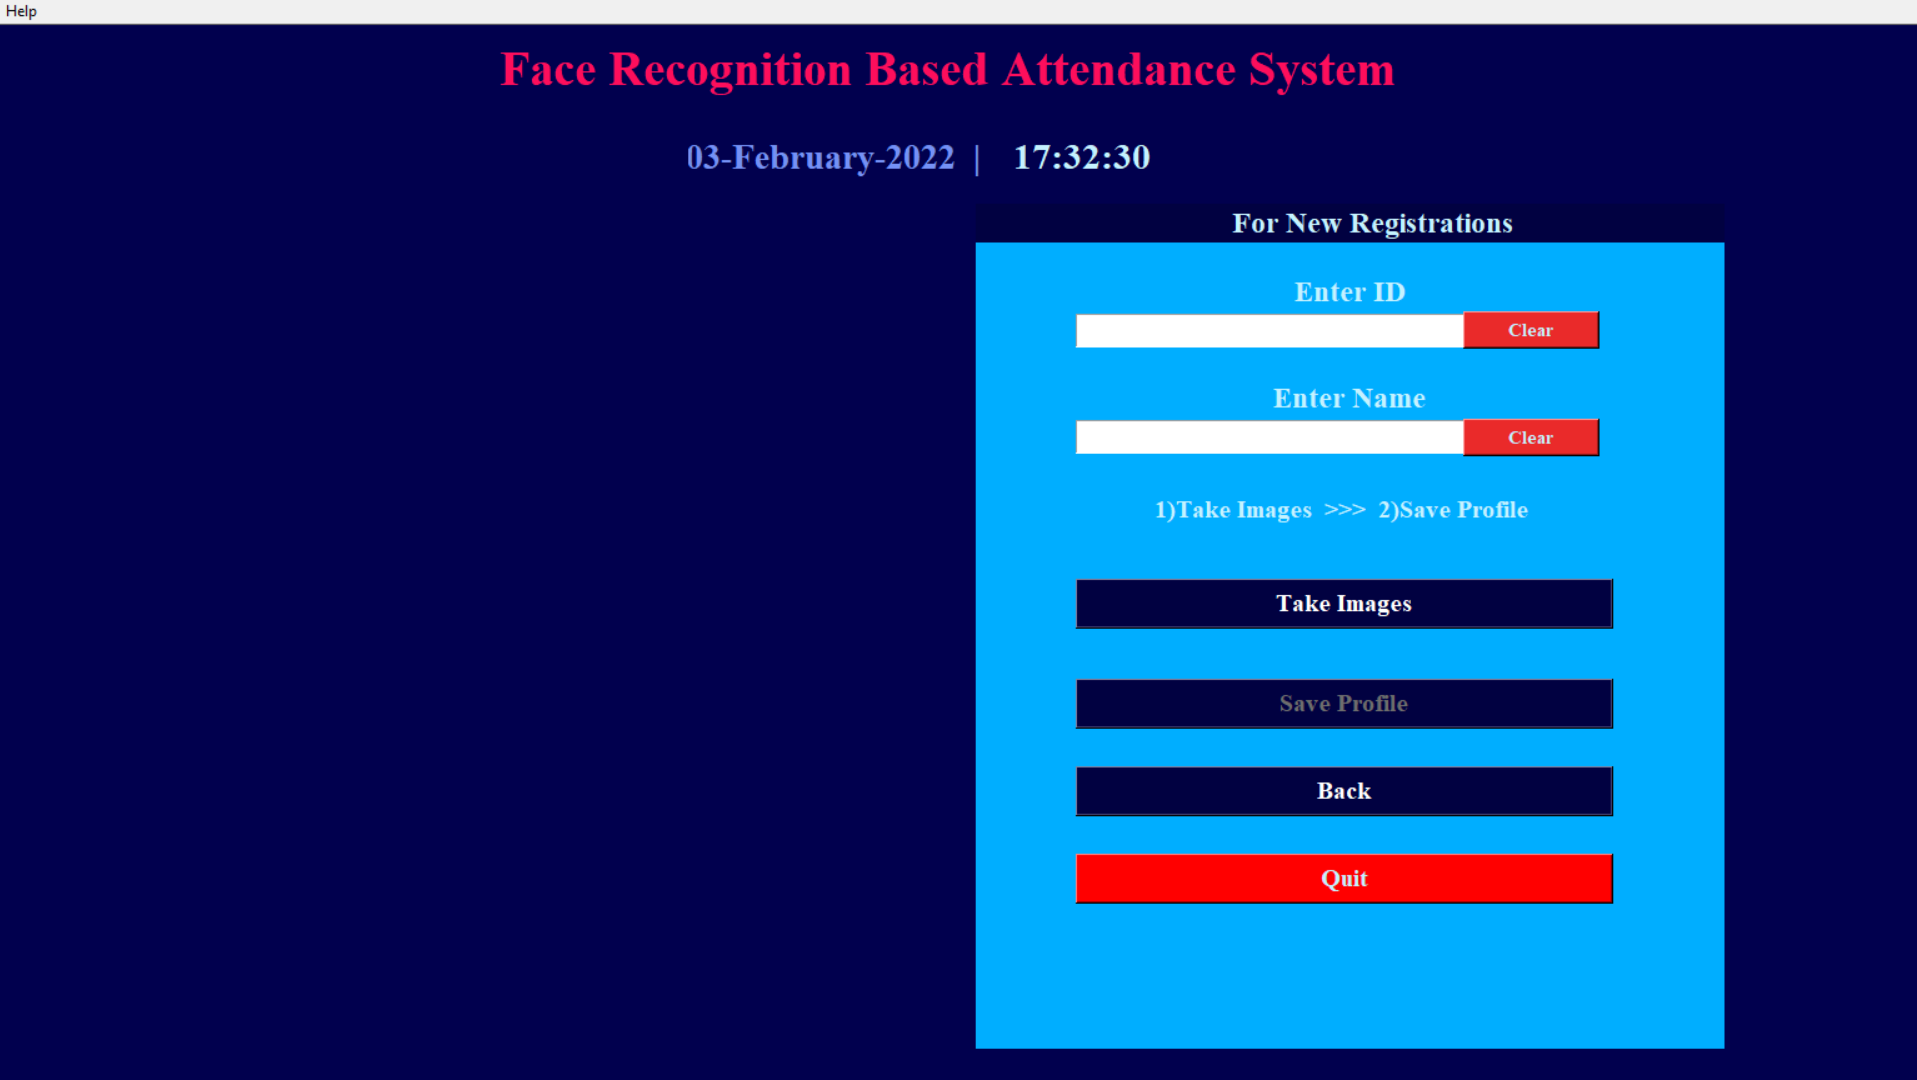 Help
Face Recognition Based Attendance System
03-February-2022 | 17:32:30
For New Registrations
Enter ID
Clear
Enter Name
Clear
1)Take Images >>> 2)Save Profile
Take Images
Save Profile
Back
Quit